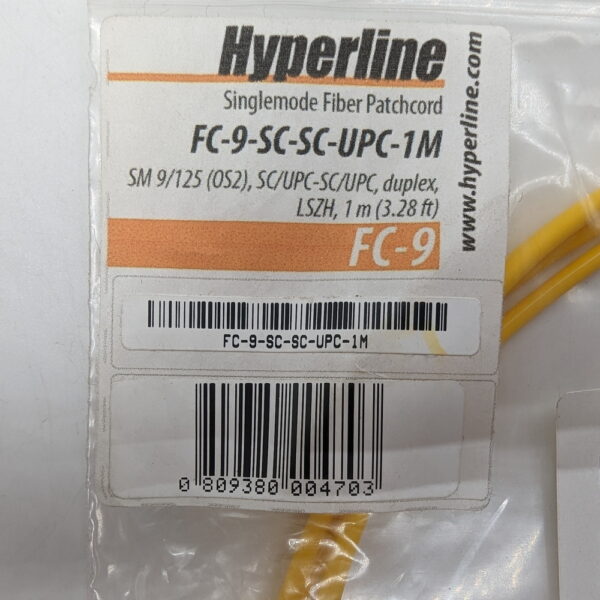 Hyperline
Singlemode Fiber Patchcord
FC-9-SC-SC-UPC-1M
SM 9/125 (OS2), SC/UPC-SC/UPC, duplex,
LSZH, 1 m (3.28 ft)
FC-9
www.hyperline.com
FC-9-SC-SC-UPC-1M
0 809380 004703